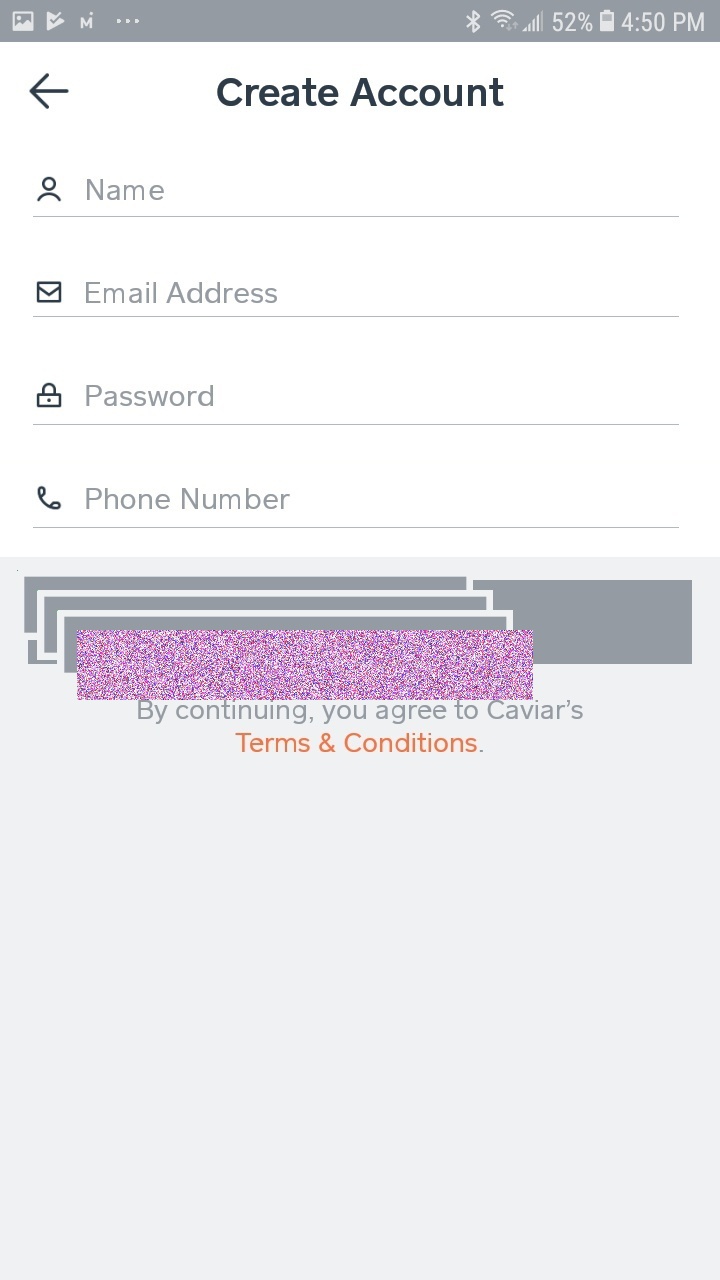 52% 4:50 PM
Create Account
Name
Email Address
Password
Phone Number
By continuing, you agree to Caviar's
Terms & Conditions.